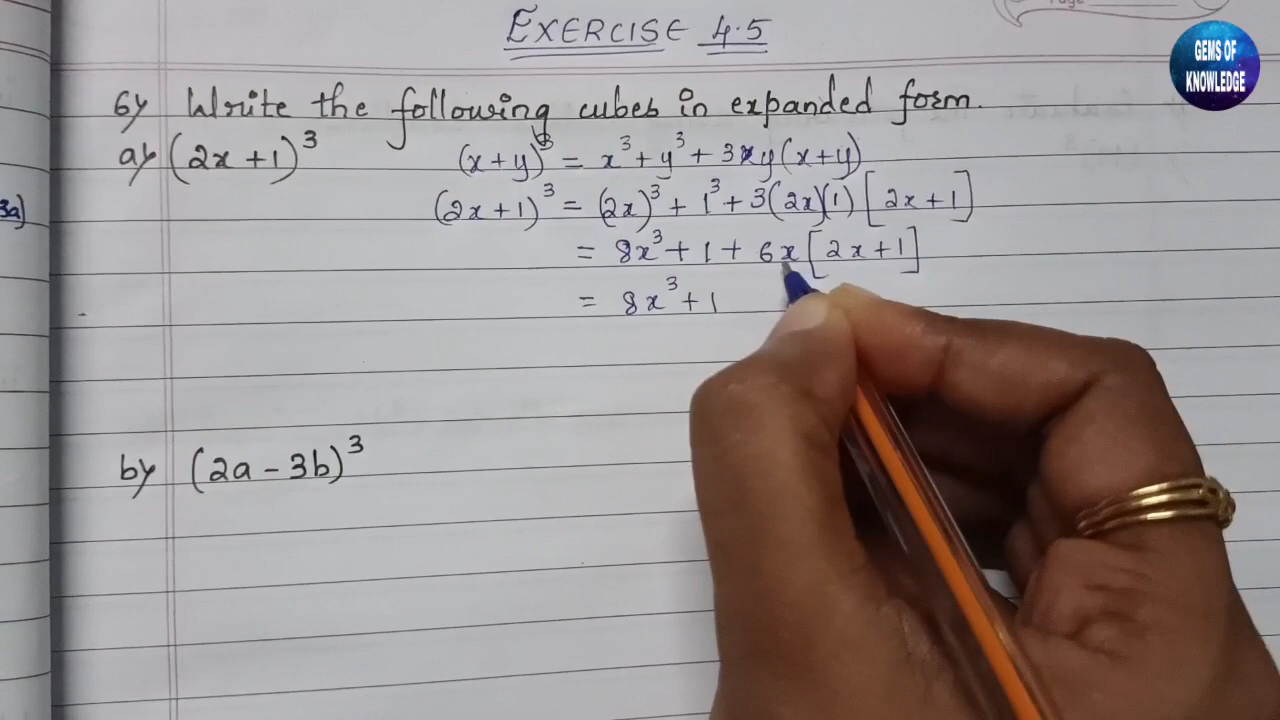 EXERCISE 4.5
GEMS OF
KNOWLEDGE
6) Write the following cubes in expanded form.
a) (2x+1)³ (x+y)³ = x³+y³+3xy(x+y)
3a) (2x+1)³ = (2x)³+1³+3(2x)(1)[2x+1]
= 8x³+1+6x[2x+1]
= 8x³+1
b) (2a-3b)³